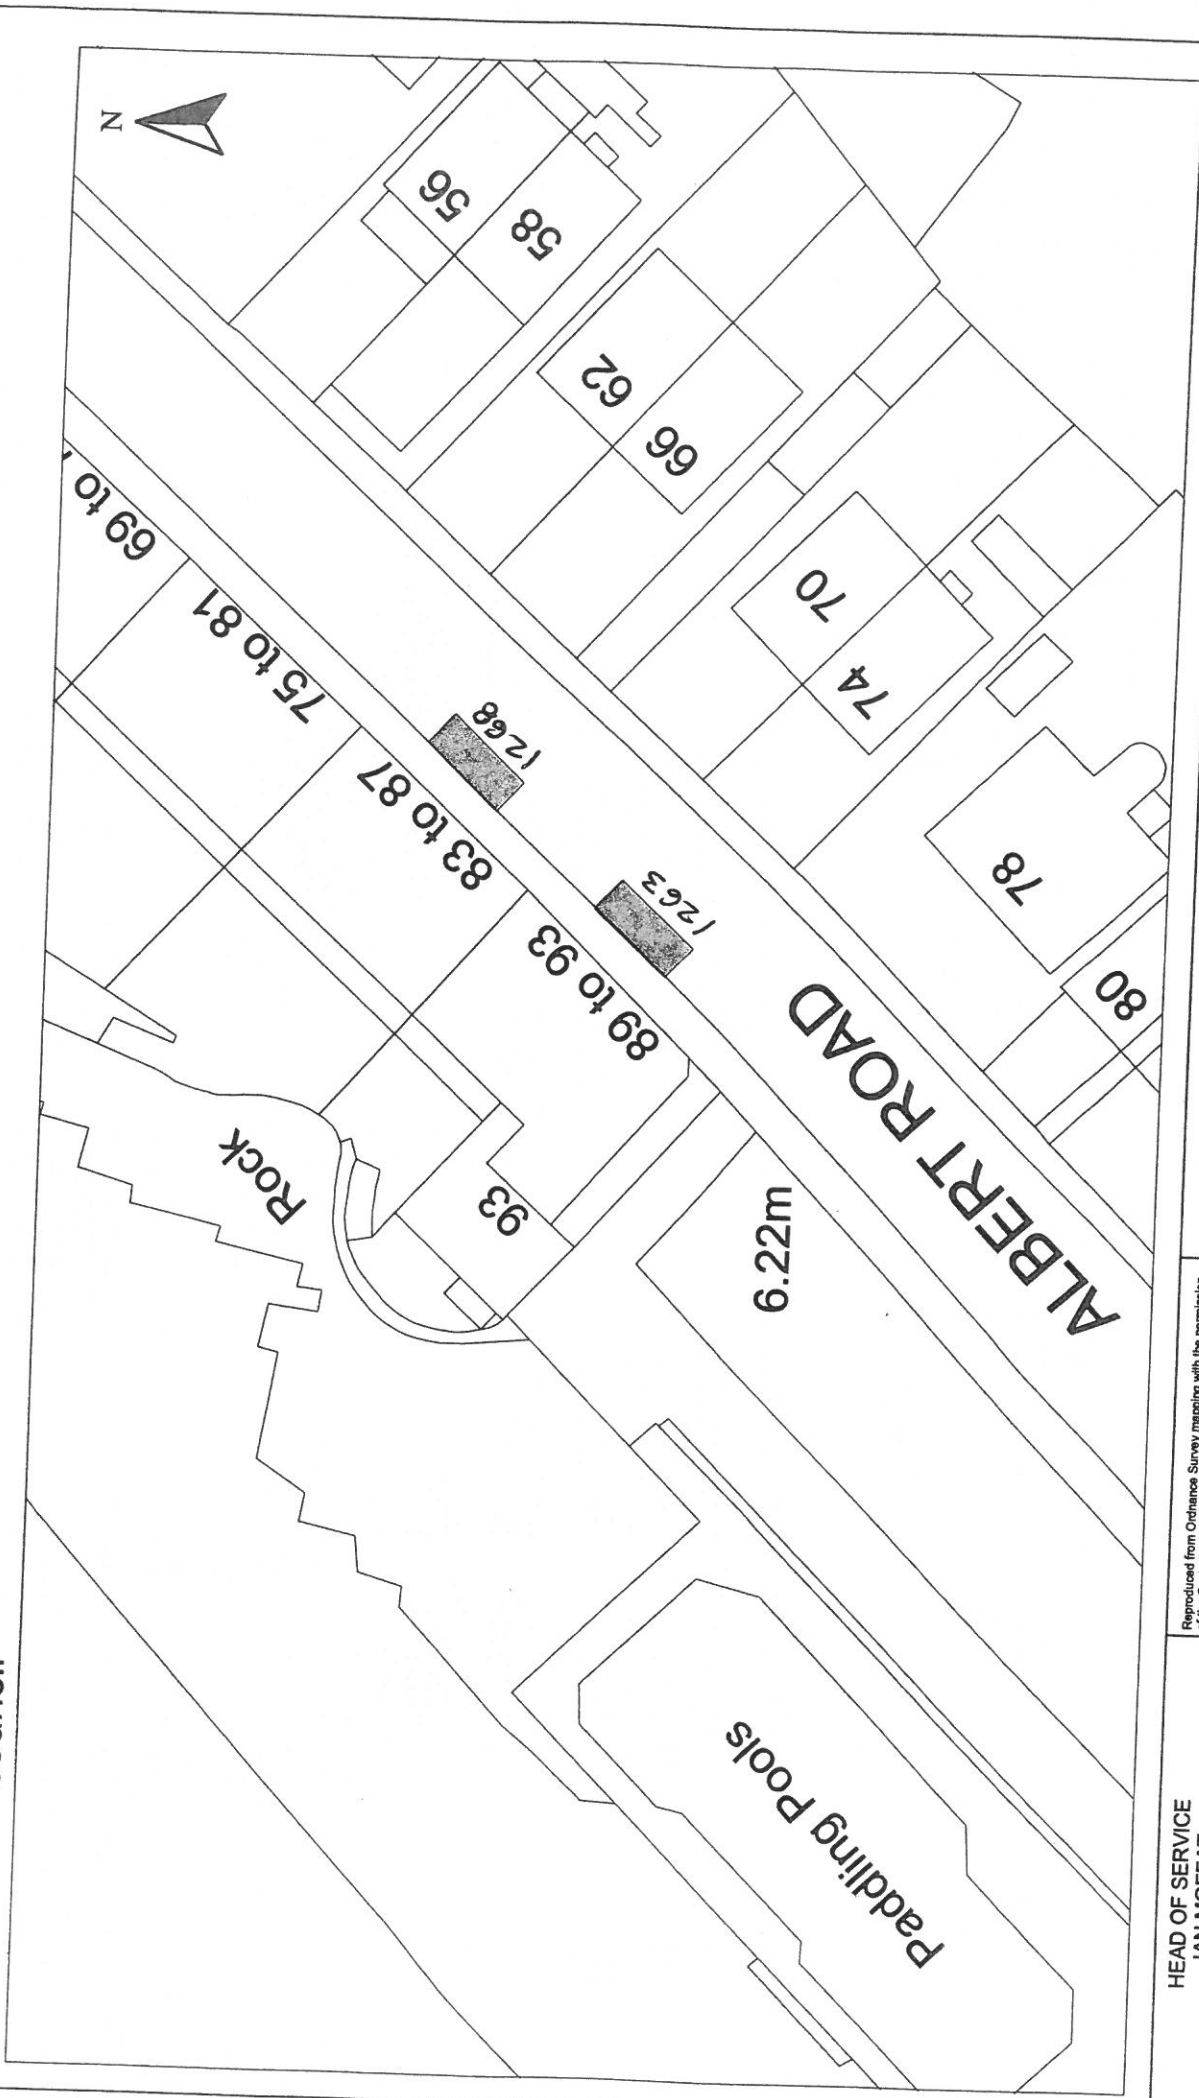 N
56
58
62
66
70
74
78
80
69 to
75 to 81
83 to 87
89 to 93
93
1268
1263
Rock
ALBERT ROAD
6.22m
Paddling Pools
HEAD OF SERVICE
Reproduced from Ordnance Survey mapping with the permission